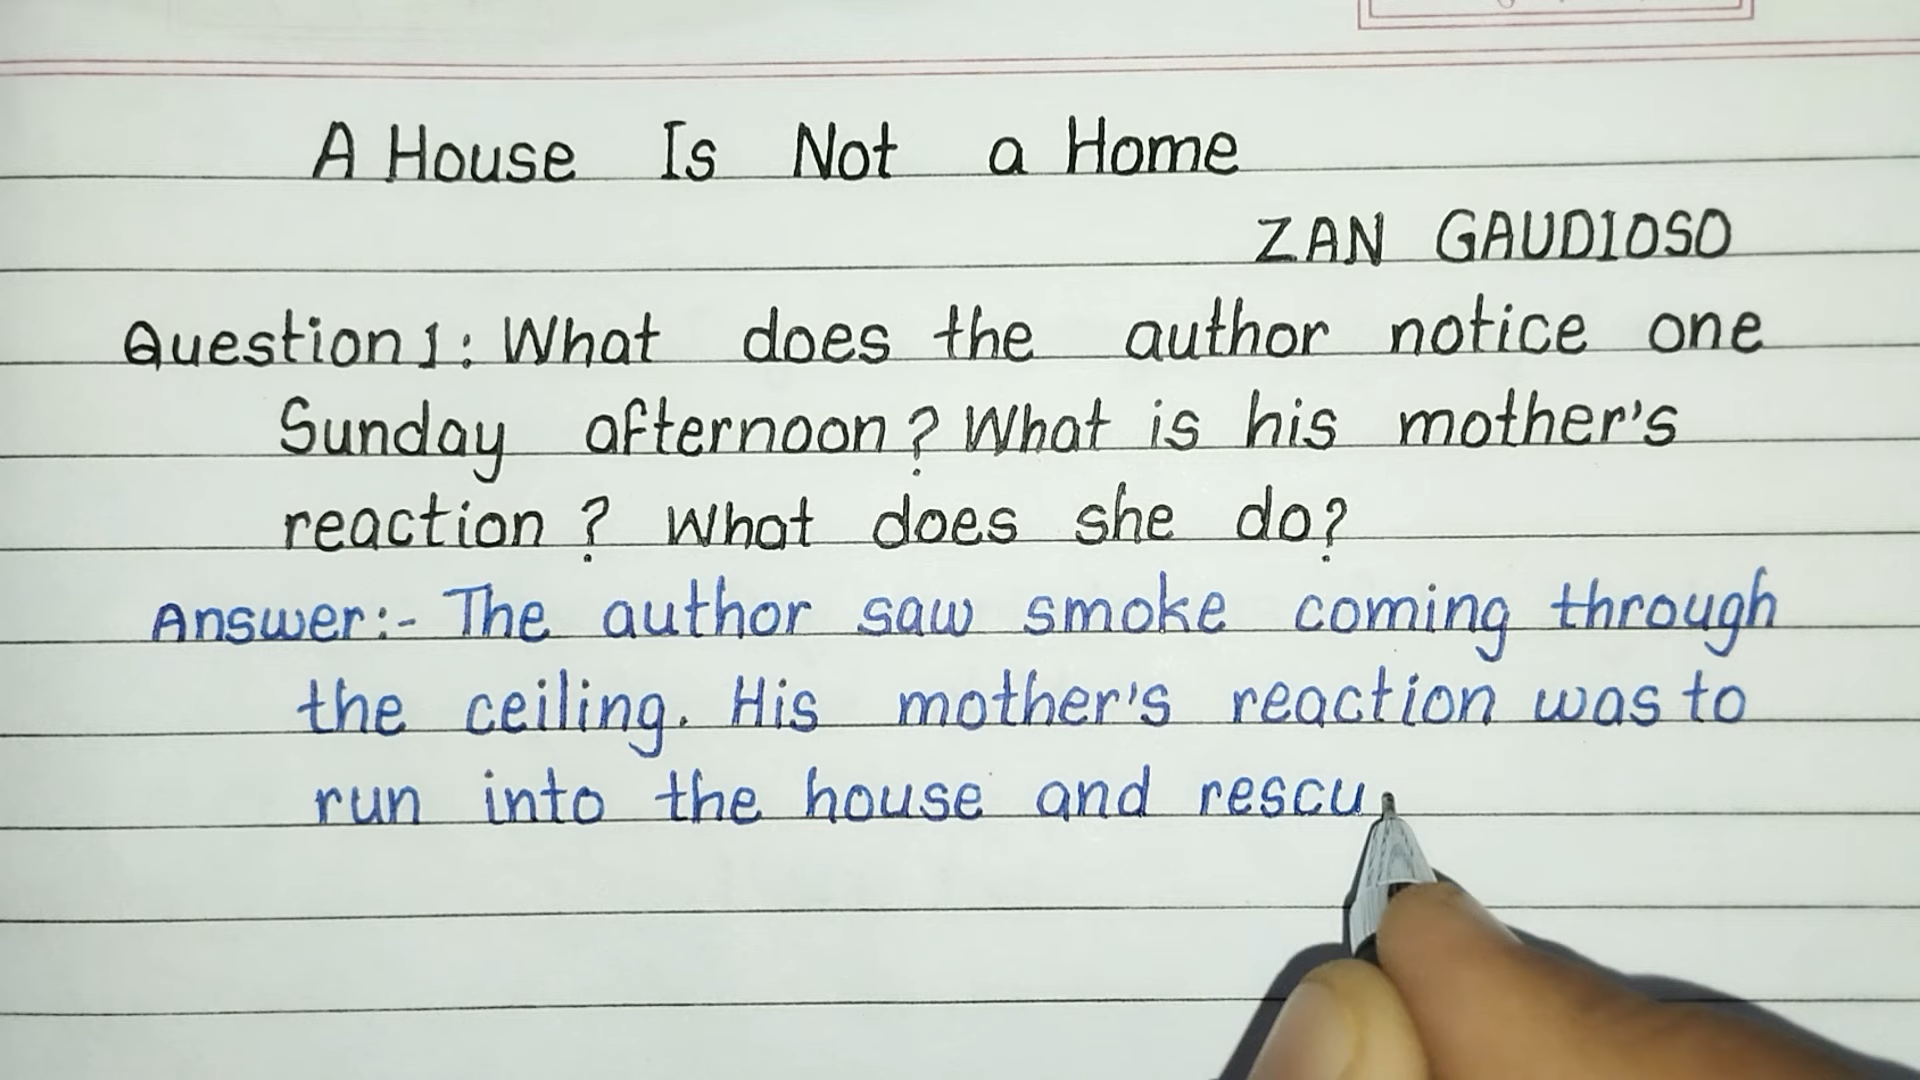 A House Is Not a Home
ZAN GAUDIOSO
Question 1: What does the author notice one
Sunday afternoon? What is his mother's
reaction? What does she do?
Answer:- The author saw smoke coming through
the ceiling. His mother's reaction was to
run into the house and rescu